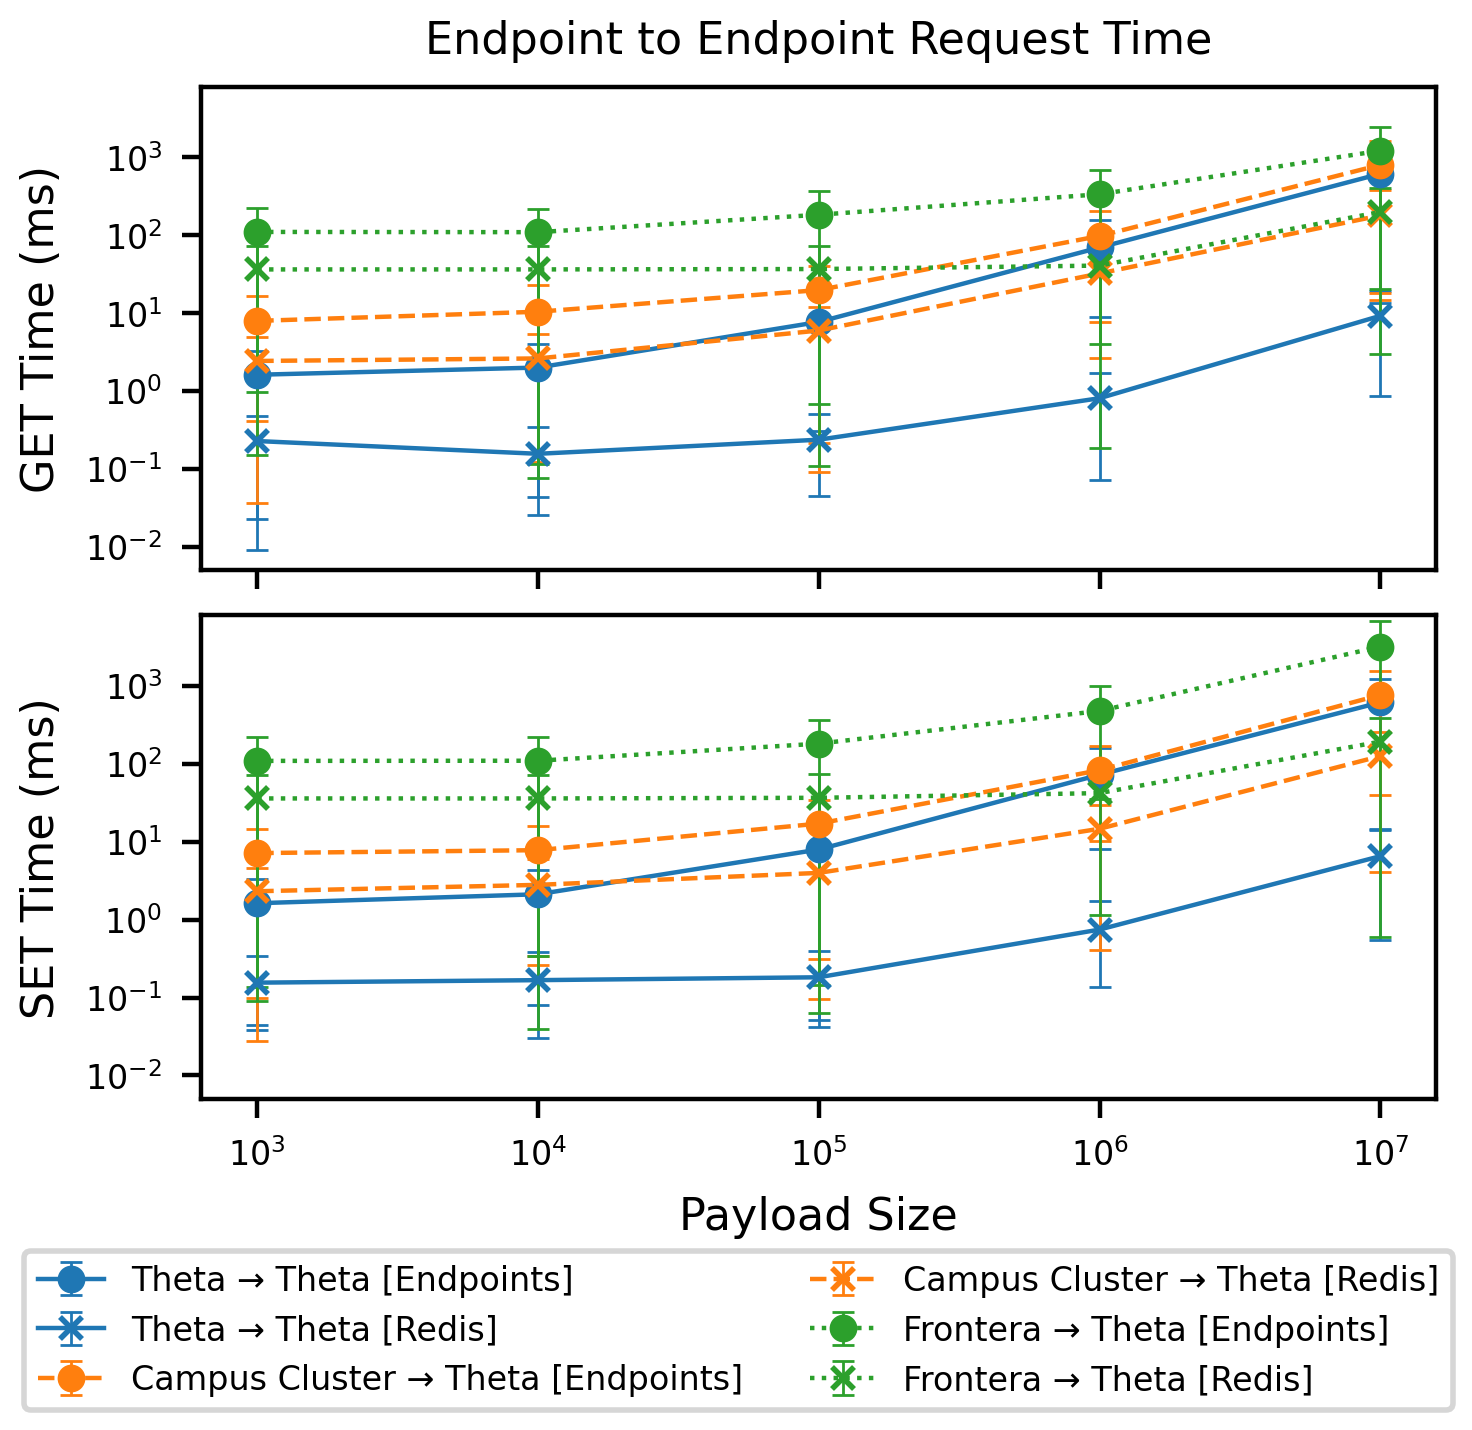 Endpoint to Endpoint Request Time
GET Time (ms)
10³
10²
10¹
10⁰
10⁻¹
10⁻²
SET Time (ms)
10³
10²
10¹
10⁰
10⁻¹
10⁻²
10³ 10⁴ 10⁵ 10⁶ 10⁷
Payload Size
Theta → Theta [Endpoints]
Theta → Theta [Redis]
Campus Cluster → Theta [Endpoints]
Campus Cluster → Theta [Redis]
Frontera → Theta [Endpoints]
Frontera → Theta [Redis]